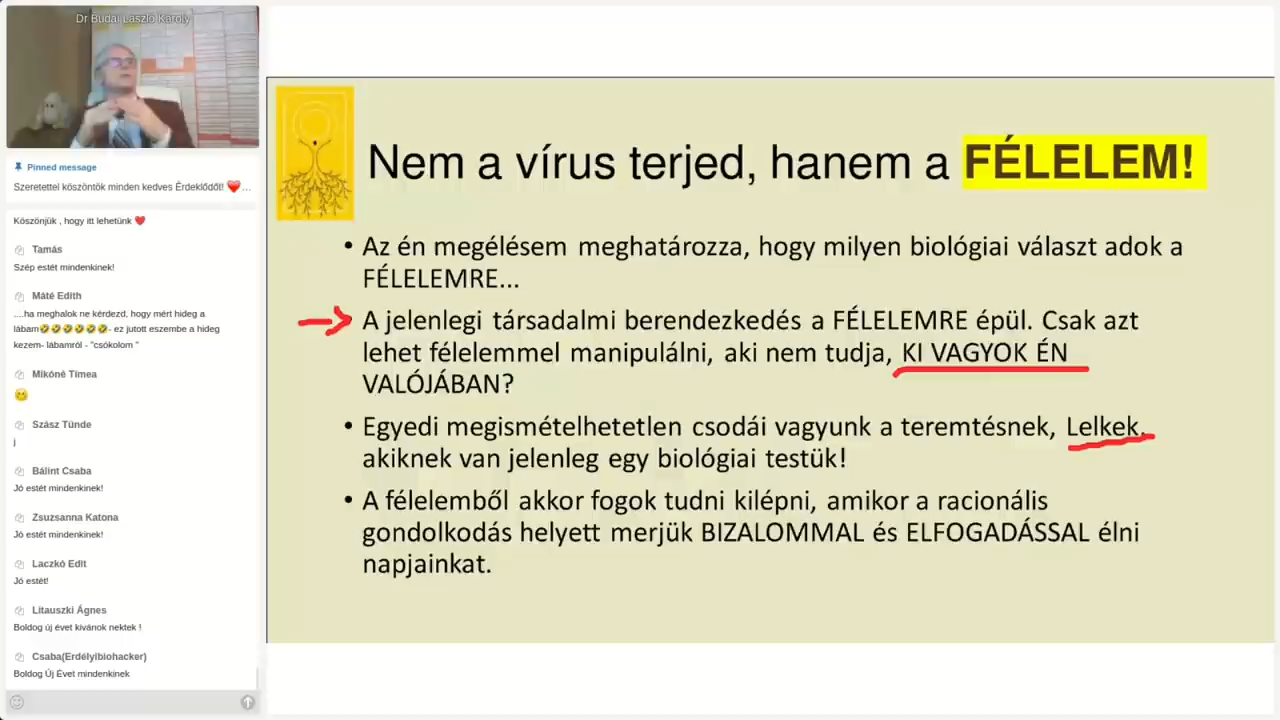 Dr Budai László Károly
Pinned message
Szeretettel köszöntök minden kedves Érdeklődőt! ❤️ ...
Köszönjük , hogy itt lehetünk ❤️
Tamás
Szép estét mindenkinek!
Máté Edith
....ha meghalok ne kérdezd, hogy mért hideg a
lábam🤣🤣🤣🤣🤣🤣- ez jutott eszembe a hideg
kezem- lábamról - "csókolom "
Mikóné Tímea
😊
Szász Tünde
j
Bálint Csaba
Jó estét mindenkinek!
Zsuzsanna Katona
Jó estét mindenkinek!
Laczkó Edit
Jó estét!
Litauszki Ágnes
Boldog új évet kívánok nektek !
Csaba(Erdélyibiohacker)
Boldog Új Évet mindenkinek
Nem a vírus terjed, hanem a FÉLELEM!
• Az én megélésem meghatározza, hogy milyen biológiai választ adok a
FÉLELEMRE...
A jelenlegi társadalmi berendezkedés a FÉLELEMRE épül. Csak azt
lehet félelemmel manipulálni, aki nem tudja, KI VAGYOK ÉN
VALÓJÁBAN?
• Egyedi megismételhetetlen csodái vagyunk a teremtésnek, Lelkek,
akiknek van jelenleg egy biológiai testük!
• A félelemből akkor fogok tudni kilépni, amikor a racionális
gondolkodás helyett merjük BIZALOMMAL és ELFOGADÁSSAL élni
napjainkat.